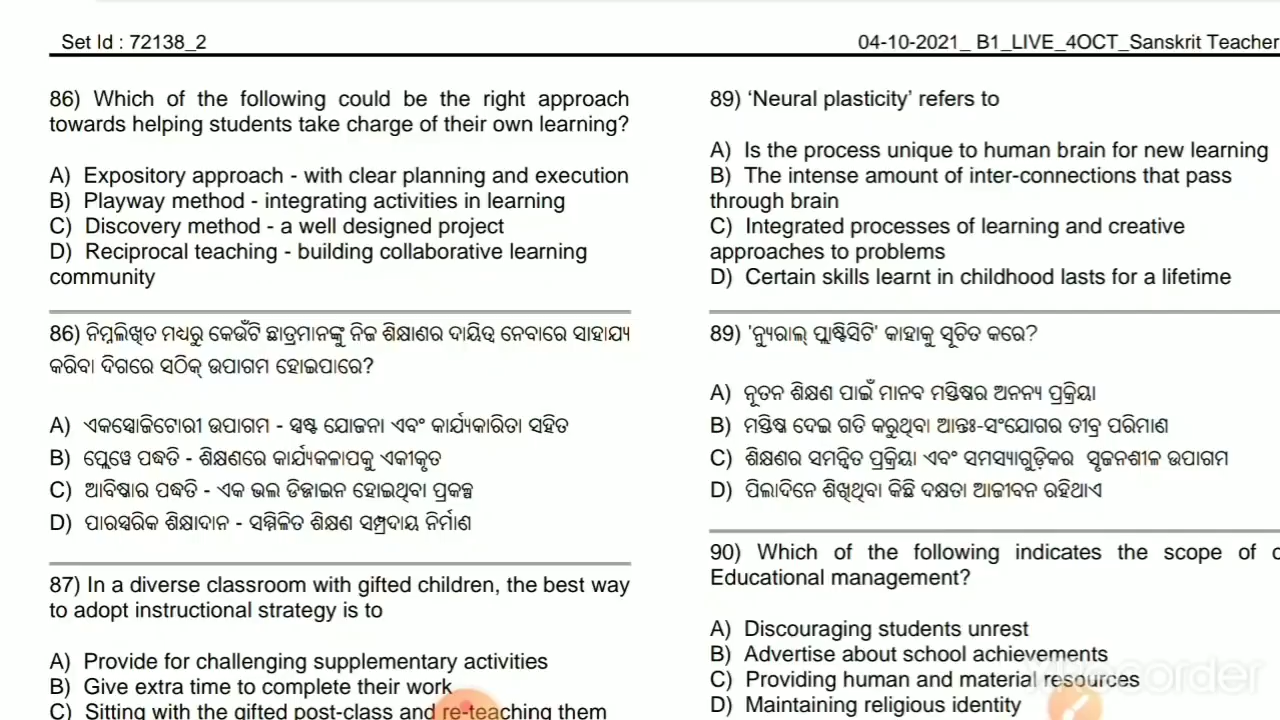 Set Id : 72138_2
04-10-2021_ B1_LIVE_4OCT_Sanskrit Teacher
86) Which of the following could be the right approach
towards helping students take charge of their own learning?
A) Expository approach - with clear planning and execution
B) Playway method - integrating activities in learning
C) Discovery method - a well designed project
D) Reciprocal teaching - building collaborative learning
community
86) ନିମ୍ନଲିଖିତ ମଧ୍ୟରୁ କେଉଁଟି ଛାତ୍ରମାନଙ୍କୁ ନିଜ ଶିକ୍ଷାଣର ଦାୟିତ୍ୱ ନେବାରେ ସାହାଯ୍ୟ
କରିବା ଦିଗରେ ସଠିକ୍ ଉପାଗମ ହୋଇପାରେ?
A) ଏକସ୍ପୋଜିଟୋରୀ ଉପାଗମ - ସ୍ପଷ୍ଟ ଯୋଜନା ଏବଂ କାର୍ଯ୍ୟକାରିତା ସହିତ
B) ପ୍ଲେୱେ ପଦ୍ଧତି - ଶିକ୍ଷଣରେ କାର୍ଯ୍ୟକଳାପକୁ ଏକୀକୃତ
C) ଆବିଷ୍କାର ପଦ୍ଧତି - ଏକ ଭଲ ଡିଜାଇନ ହୋଇଥିବା ପ୍ରକଳ୍ପ
D) ପାରସ୍ପରିକ ଶିକ୍ଷାଦାନ - ସମ୍ମିଳିତ ଶିକ୍ଷଣ ସମ୍ପ୍ରଦାୟ ନିର୍ମାଣ
87) In a diverse classroom with gifted children, the best way
to adopt instructional strategy is to
A) Provide for challenging supplementary activities
B) Give extra time to complete their work
C) Sitting with the gifted post-class and re-teaching them
89) ‘Neural plasticity’ refers to
A) Is the process unique to human brain for new learning
B) The intense amount of inter-connections that pass
through brain
C) Integrated processes of learning and creative
approaches to problems
D) Certain skills learnt in childhood lasts for a lifetime
89) 'ନ୍ୟୁରାଲ୍ ପ୍ଲାଷ୍ଟିସିଟି' କାହାକୁ ସୂଚିତ କରେ?
A) ନୂତନ ଶିକ୍ଷଣ ପାଇଁ ମାନବ ମସ୍ତିଷ୍କର ଅନନ୍ୟ ପ୍ରକ୍ରିୟା
B) ମସ୍ତିଷ୍କ ଦେଇ ଗତି କରୁଥିବା ଆନ୍ତଃ-ସଂଯୋଗର ତୀବ୍ର ପରିମାଣ
C) ଶିକ୍ଷଣର ସମନ୍ୱିତ ପ୍ରକ୍ରିୟା ଏବଂ ସମସ୍ୟାଗୁଡ଼ିକର ସୃଜନଶୀଳ ଉପାଗମ
D) ପିଲାଦିନେ ଶିଖିଥିବା କିଛି ଦକ୍ଷତା ଆଜୀବନ ରହିଥାଏ
90) Which of the following indicates the scope of
Educational management?
A) Discouraging students unrest
B) Advertise about school achievements
C) Providing human and material resources
D) Maintaining religious identity